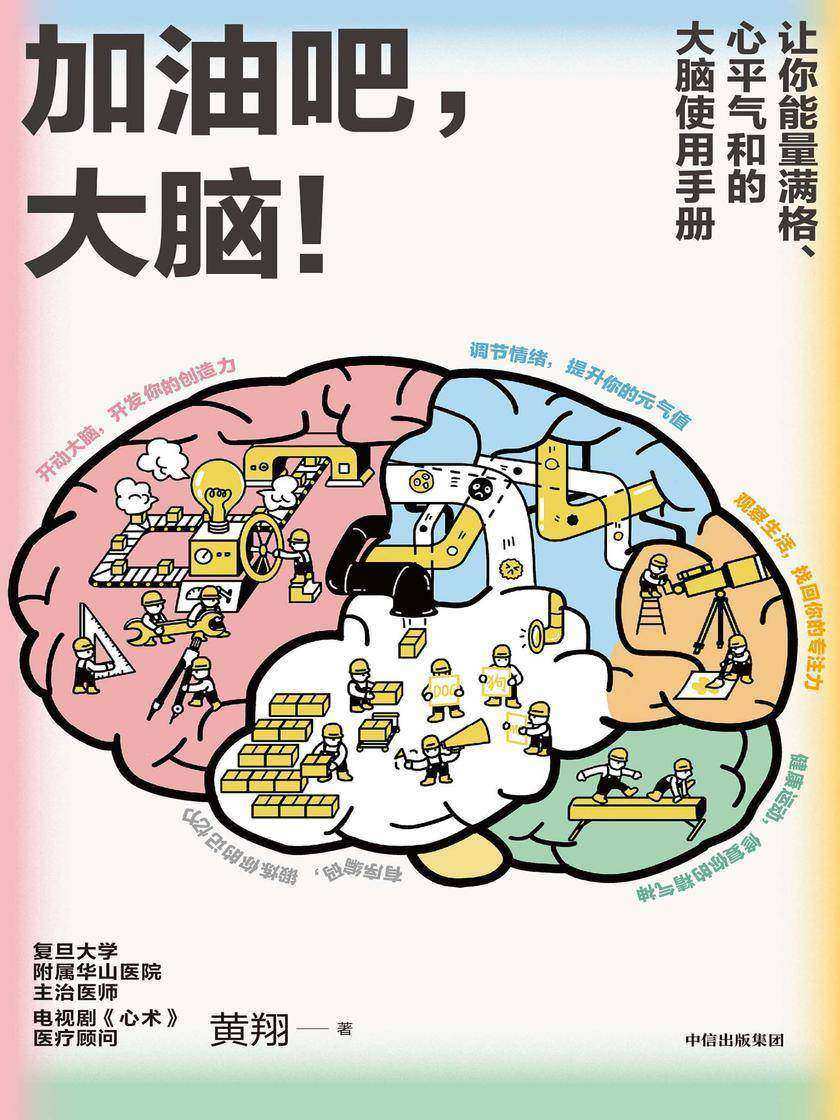 加油吧，
大脑！
让你能量满格、
心平气和的
大脑使用手册
开动大脑，开发你的创造力
调节情绪，提升你的元气值
观察生活，找回你的专注力
健康运动，修复你的精气神
有序编码，锻炼你的记忆力
DOG
狗
复旦大学
附属华山医院
主治医师
电视剧《心术》
医疗顾问
黄翔——著
中信出版集团